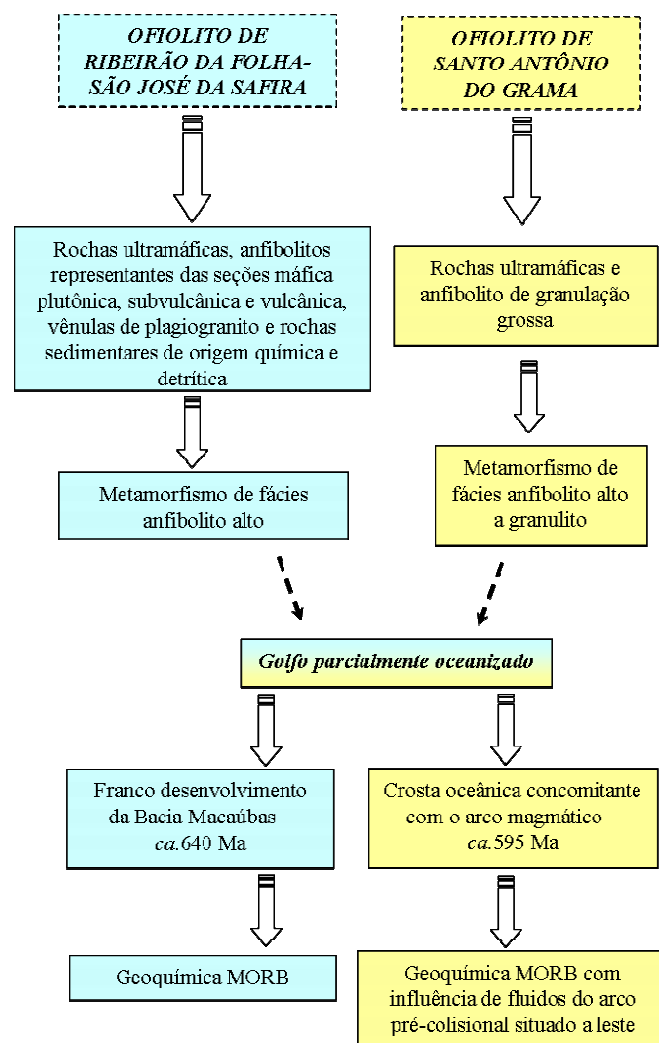 OFIOLITO DE
RIBEIRÃO DA FOLHA-
SÃO JOSÉ DA SAFIRA
OFIOLITO DE
SANTO ANTÔNIO
DO GRAMA
Rochas ultramáficas, anfibolitos
representantes das seções máfica
plutônica, subvulcânica e vulcânica,
vênulas de plagiogranito e rochas
sedimentares de origem química e
detrítica
Rochas ultramáficas e
anfibolito de granulação
grossa
Metamorfismo de fácies
anfibolito alto
Metamorfismo de
fácies anfibolito alto
a granulito
Golfo parcialmente oceanizado
Franco desenvolvimento
da Bacia Macaúbas
ca.640 Ma
Crosta oceânica concomitante
com o arco magmático
ca.595 Ma
Geoquímica MORB
Geoquímica MORB com
influência de fluidos do arco
pré-colisional situado a leste